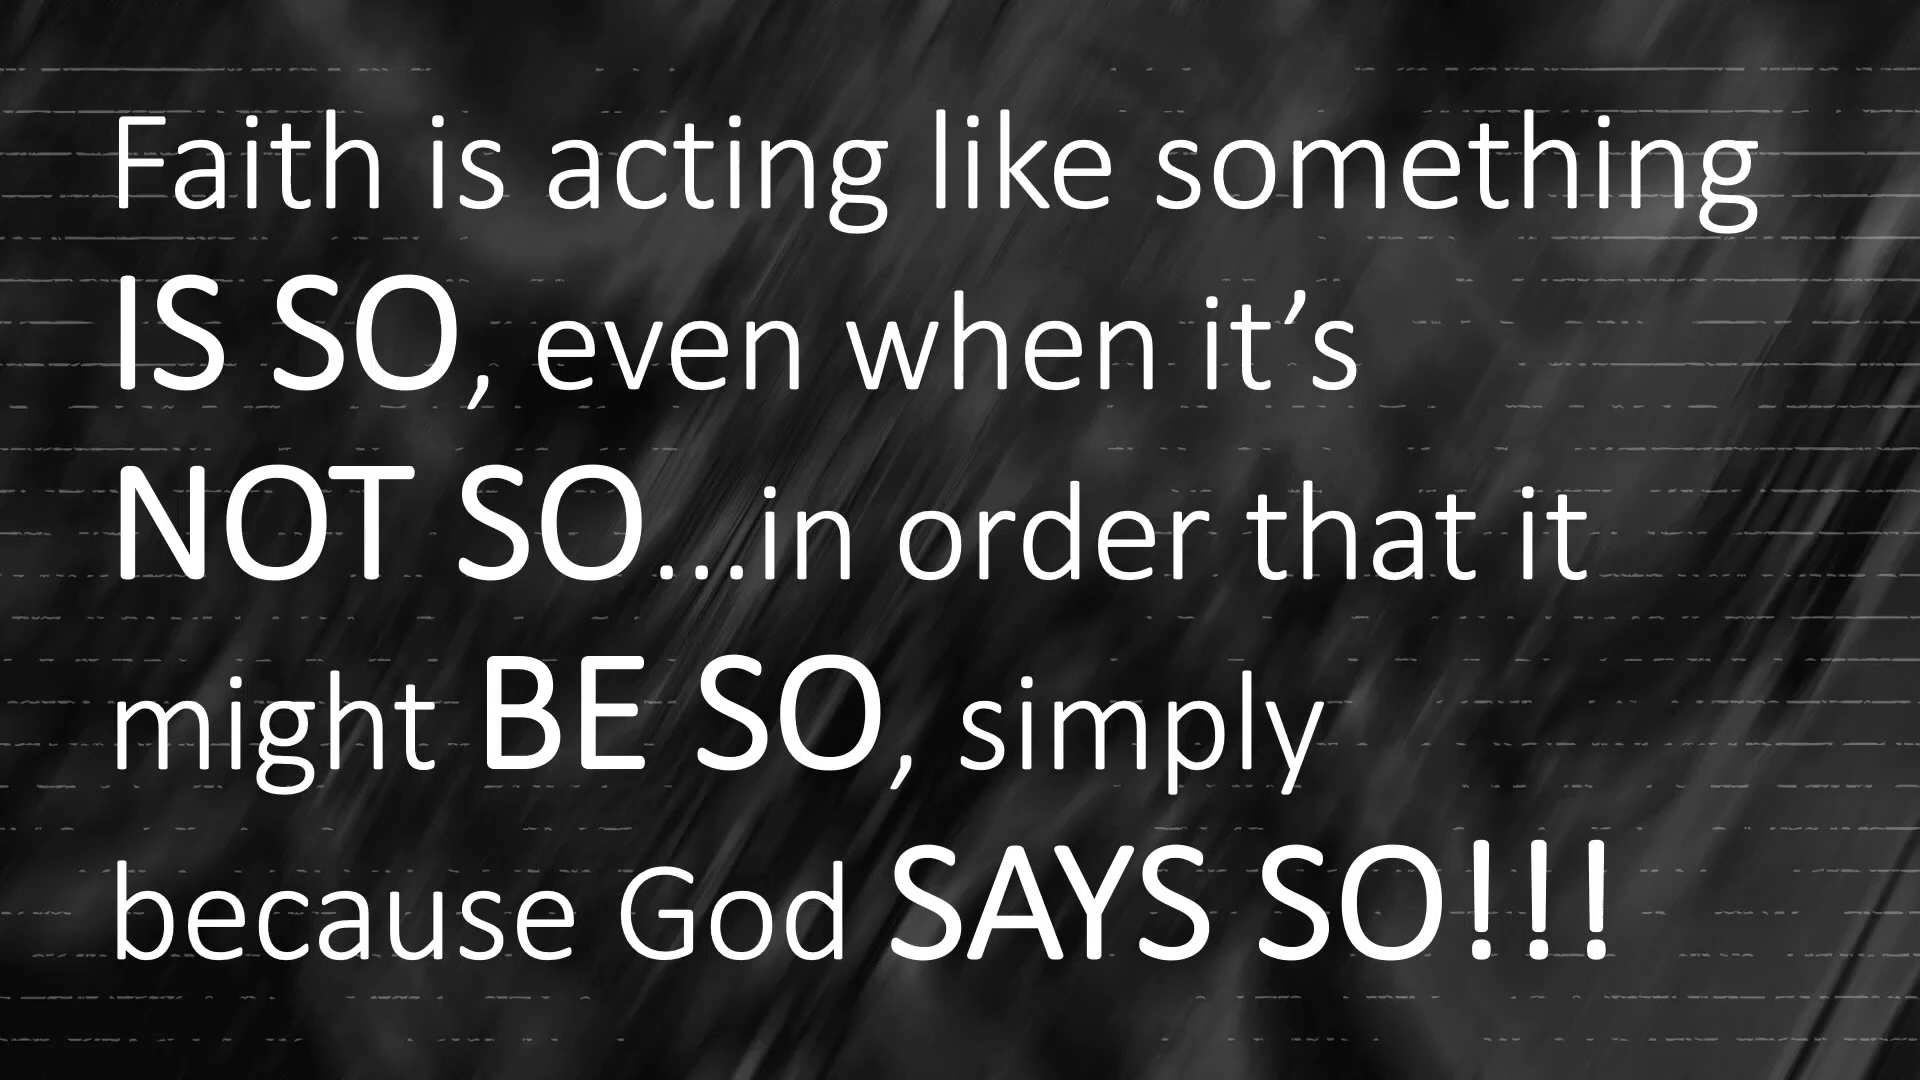 Faith is acting like something
IS SO, even when it’s
NOT SO…in order that it
might BE SO, simply
because God SAYS SO!!!